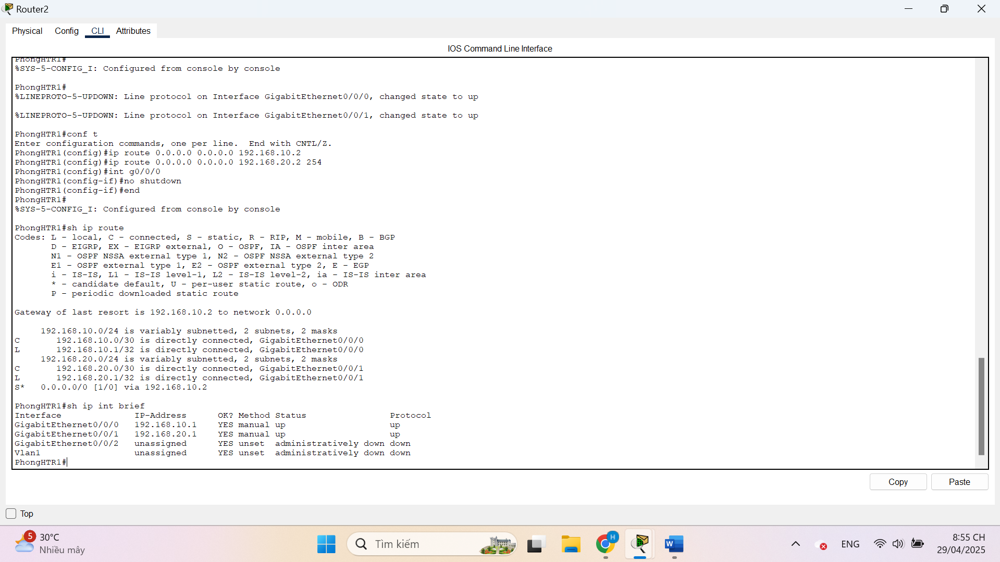 Router2
Physical Config CLI Attributes
IOS Command Line Interface
PhongHTR1#
%SYS-5-CONFIG_I: Configured from console by console
PhongHTR1#
%LINEPROTO-5-UPDOWN: Line protocol on Interface GigabitEthernet0/0/0, changed state to up
%LINEPROTO-5-UPDOWN: Line protocol on Interface GigabitEthernet0/0/1, changed state to up
PhongHTR1#conf t
Enter configuration commands, one per line.  End with CNTL/Z.
PhongHTR1(config)#ip route 0.0.0.0 0.0.0.0 192.168.10.2
PhongHTR1(config)#ip route 0.0.0.0 0.0.0.0 192.168.20.2 254
PhongHTR1(config)#int g0/0/0
PhongHTR1(config-if)#no shutdown
PhongHTR1(config-if)#end
PhongHTR1#
%SYS-5-CONFIG_I: Configured from console by console
PhongHTR1#sh ip route
Codes: L - local, C - connected, S - static, R - RIP, M - mobile, B - BGP
D - EIGRP, EX - EIGRP external, O - OSPF, IA - OSPF inter area
N1 - OSPF NSSA external type 1, N2 - OSPF NSSA external type 2
E1 - OSPF external type 1, E2 - OSPF external type 2, E - EGP
i - IS-IS, L1 - IS-IS level-1, L2 - IS-IS level-2, ia - IS-IS inter area
* - candidate default, U - per-user static route, o - ODR
P - periodic downloaded static route
Gateway of last resort is 192.168.10.2 to network 0.0.0.0
192.168.10.0/24 is variably subnetted, 2 subnets, 2 masks
C 192.168.10.0/30 is directly connected, GigabitEthernet0/0/0
L 192.168.10.1/32 is directly connected, GigabitEthernet0/0/0
192.168.20.0/24 is variably subnetted, 2 subnets, 2 masks
C 192.168.20.0/30 is directly connected, GigabitEthernet0/0/1
L 192.168.20.1/32 is directly connected, GigabitEthernet0/0/1
S* 0.0.0.0/0 [1/0] via 192.168.10.2
PhongHTR1#sh ip int brief
Interface IP-Address OK? Method Status Protocol
GigabitEthernet0/0/0 192.168.10.1 YES manual up up
GigabitEthernet0/0/1 192.168.20.1 YES manual up up
GigabitEthernet0/0/2 unassigned YES unset administratively down down
Vlan1 unassigned YES unset administratively down down
PhongHTR1#
Copy Paste
Top
5 30°C
Nhiều mây
Tìm kiếm
H
W
ENG
8:55 CH
29/04/2025